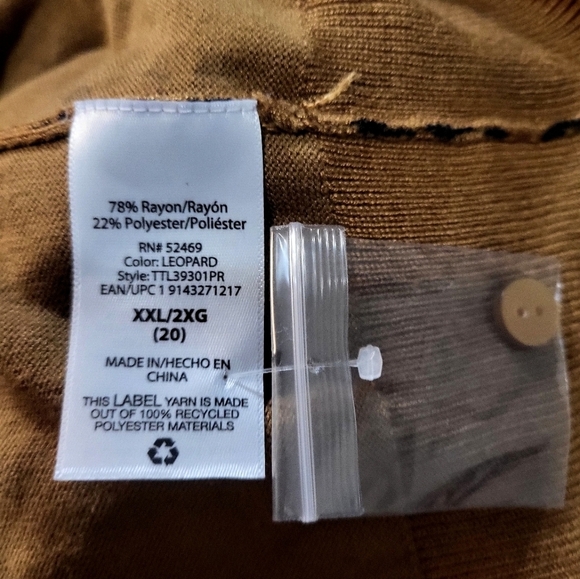 78% Rayon/Rayón
22% Polyester/Poliéster
RN# 52469
Color: LEOPARD
Style: TTL39301PR
EAN/UPC 1 9143271217
XXL/2XG
(20)
MADE IN/HECHO EN
CHINA
THIS LABEL YARN IS MADE
OUT OF 100% RECYCLED
POLYESTER MATERIALS